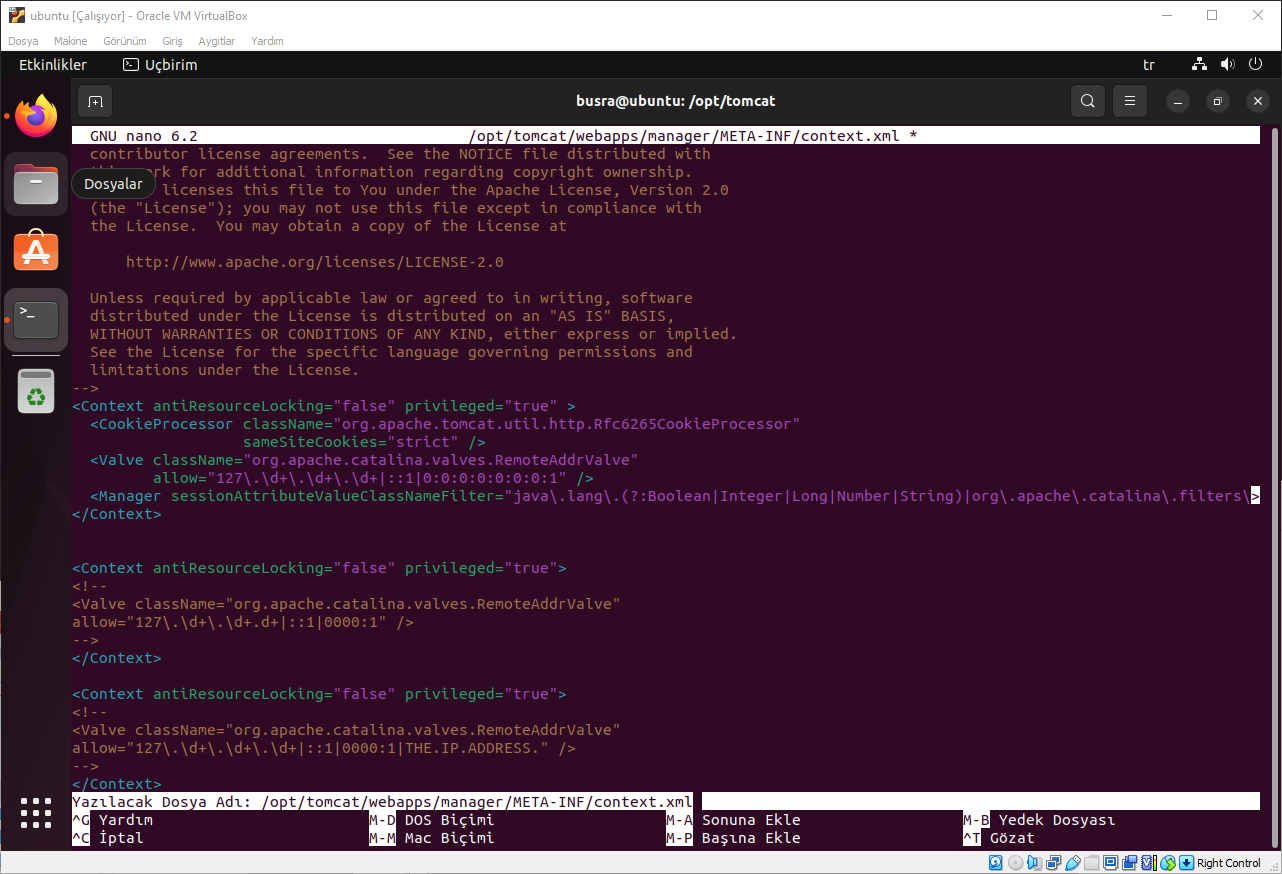 ubuntu [Çalışıyor] - Oracle VM VirtualBox
Dosya Makine Görünüm Giriş Aygıtlar Yardım
Etkinlikler Uçbirim tr
busra@ubuntu: /opt/tomcat
GNU nano 6.2 /opt/tomcat/webapps/manager/META-INF/context.xml *
contributor license agreements.  See the NOTICE file distributed with
rk for additional information regarding copyright ownership.
Dosyalar
licenses this file to You under the Apache License, Version 2.0
(the "License"); you may not use this file except in compliance with
the License.  You may obtain a copy of the License at
http://www.apache.org/licenses/LICENSE-2.0
Unless required by applicable law or agreed to in writing, software
distributed under the License is distributed on an "AS IS" BASIS,
WITHOUT WARRANTIES OR CONDITIONS OF ANY KIND, either express or implied.
See the License for the specific language governing permissions and
limitations under the License.
-->
<Context antiResourceLocking="false" privileged="true" >
<CookieProcessor className="org.apache.tomcat.util.http.Rfc6265CookieProcessor"
sameSiteCookies="strict" />
<Valve className="org.apache.catalina.valves.RemoteAddrValve"
allow="127\.\d+\.\d+\.\d+|::1|0:0:0:0:0:0:0:1" />
<Manager sessionAttributeValueClassNameFilter="java\.lang\.(?:Boolean|Integer|Long|Number|String)|org\.apache\.catalina\.filters\>
</Context>
<Context antiResourceLocking="false" privileged="true">
<!--
<Valve className="org.apache.catalina.valves.RemoteAddrValve"
allow="127\.\d+\.\d+.d+|::1|0000:1" />
-->
</Context>
<Context antiResourceLocking="false" privileged="true">
<!--
<Valve className="org.apache.catalina.valves.RemoteAddrValve"
allow="127\.\d+\.\d+\.\d+|::1|0000:1|THE.IP.ADDRESS." />
-->
</Context>
Yazılacak Dosya Adı: /opt/tomcat/webapps/manager/META-INF/context.xml
^G Yardım M-D DOS Biçimi M-A Sonuna Ekle M-B Yedek Dosyası
^C İptal M-M Mac Biçimi M-P Başına Ekle ^T Gözat
Right Control